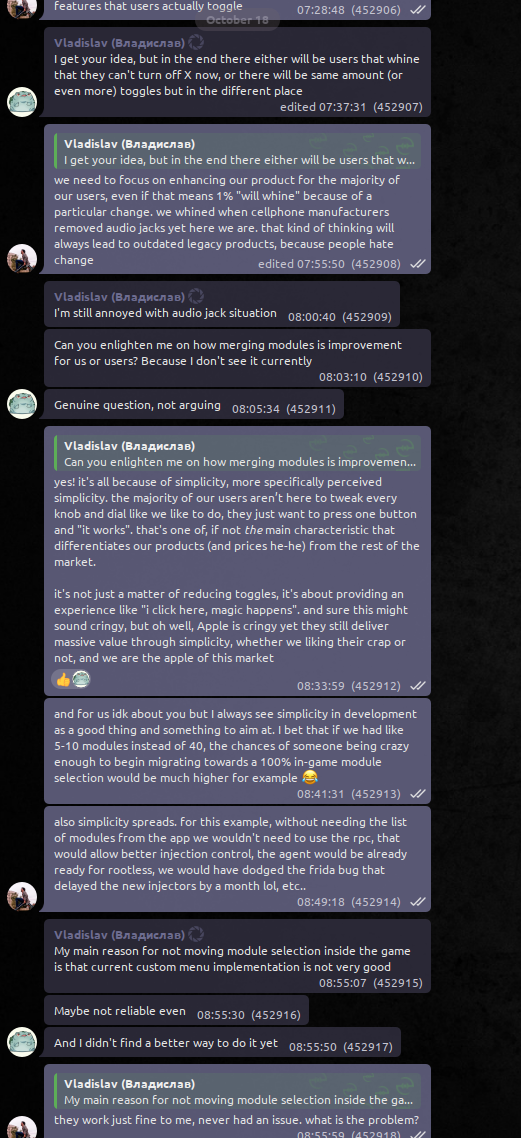 features that users actually toggle
07:28:48 (452906)
October 18
Vladislav (Владислав)
I get your idea, but in the end there either will be users that whine
that they can't turn off X now, or there will be same amount (or
even more) toggles but in the different place
edited 07:37:31 (452907)
Vladislav (Владислав)
I get your idea, but in the end there either will be users that w...
we need to focus on enhancing our product for the majority of
our users, even if that means 1% "will whine" because of a
particular change. we whined when cellphone manufacturers
removed audio jacks yet here we are. that kind of thinking will
always lead to outdated legacy products, because people hate
change
edited 07:55:50 (452908)
Vladislav (Владислав)
I'm still annoyed with audio jack situation
08:00:40 (452909)
Can you enlighten me on how merging modules is improvement
for us or users? Because I don't see it currently
08:03:10 (452910)
Genuine question, not arguing
08:05:34 (452911)
Vladislav (Владислав)
Can you enlighten me on how merging modules is improvemen...
yes! it's all because of simplicity, more specifically perceived
simplicity. the majority of our users aren't here to tweak every
knob and dial like we like to do, they just want to press one button
and "it works". that's one of, if not the main characteristic that
differentiates our products (and prices he-he) from the rest of the
market.
it's not just a matter of reducing toggles, it's about providing an
experience like "i click here, magic happens". and sure this might
sound cringy, but oh well, Apple is cringy yet they still deliver
massive value through simplicity, whether we liking their crap or
not, and we are the apple of this market
👍
08:33:59 (452912)
and for us idk about you but I always see simplicity in development
as a good thing and something to aim at. I bet that if we had like
5-10 modules instead of 40, the chances of someone being crazy
enough to begin migrating towards a 100% in-game module
selection would be much higher for example 😂
08:41:31 (452913)
also simplicity spreads. for this example, without needing the list
of modules from the app we wouldn't need to use the rpc, that
would allow better injection control, the agent would be already
ready for rootless, we would have dodged the frida bug that
delayed the new injectors by a month lol, etc..
08:49:18 (452914)
Vladislav (Владислав)
My main reason for not moving module selection inside the game
is that current custom menu implementation is not very good
08:55:07 (452915)
Maybe not reliable even
08:55:30 (452916)
And I didn't find a better way to do it yet
08:55:50 (452917)
Vladislav (Владислав)
My main reason for not moving module selection inside the ga...
they work just fine to me, never had an issue. what is the problem?
08:55:59 (452918)